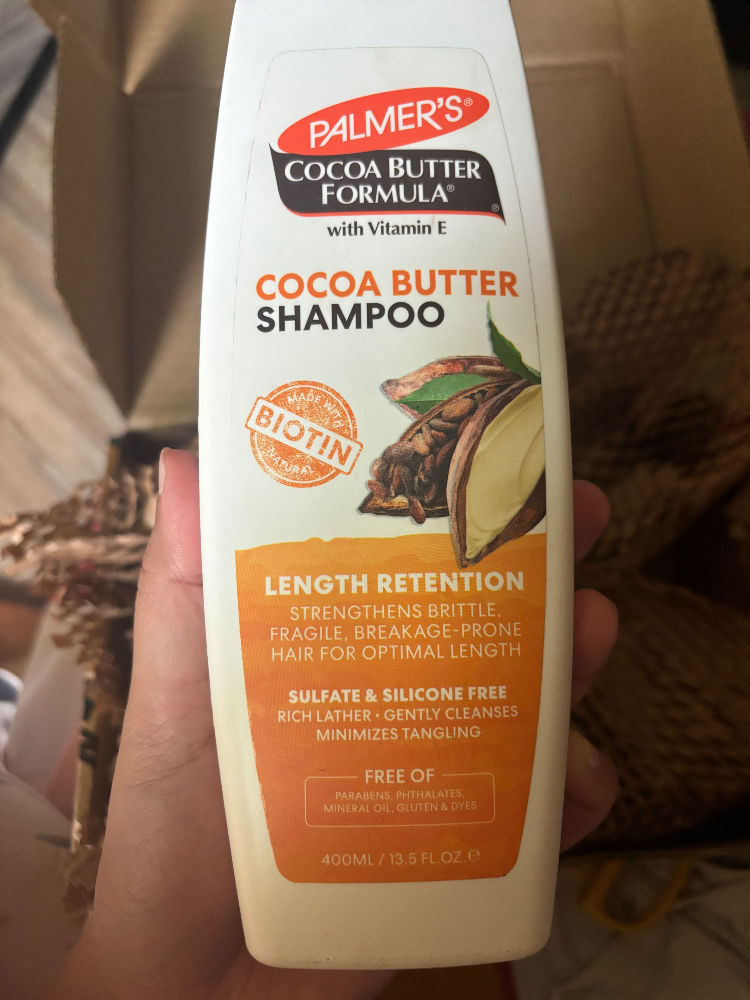 PALMER'S®
COCOA BUTTER
FORMULA®
®
with Vitamin E
COCOA BUTTER
SHAMPOO
MADE WITH
BIOTIN
NATURAL
LENGTH RETENTION
STRENGTHENS BRITTLE,
FRAGILE, BREAKAGE-PRONE
HAIR FOR OPTIMAL LENGTH
SULFATE & SILICONE FREE
RICH LATHER • GENTLY CLEANSES
MINIMIZES TANGLING
FREE OF
PARABENS, PHTHALATES,
MINERAL OIL, GLUTEN & DYES
400ML / 13.5 FL.OZ.℮